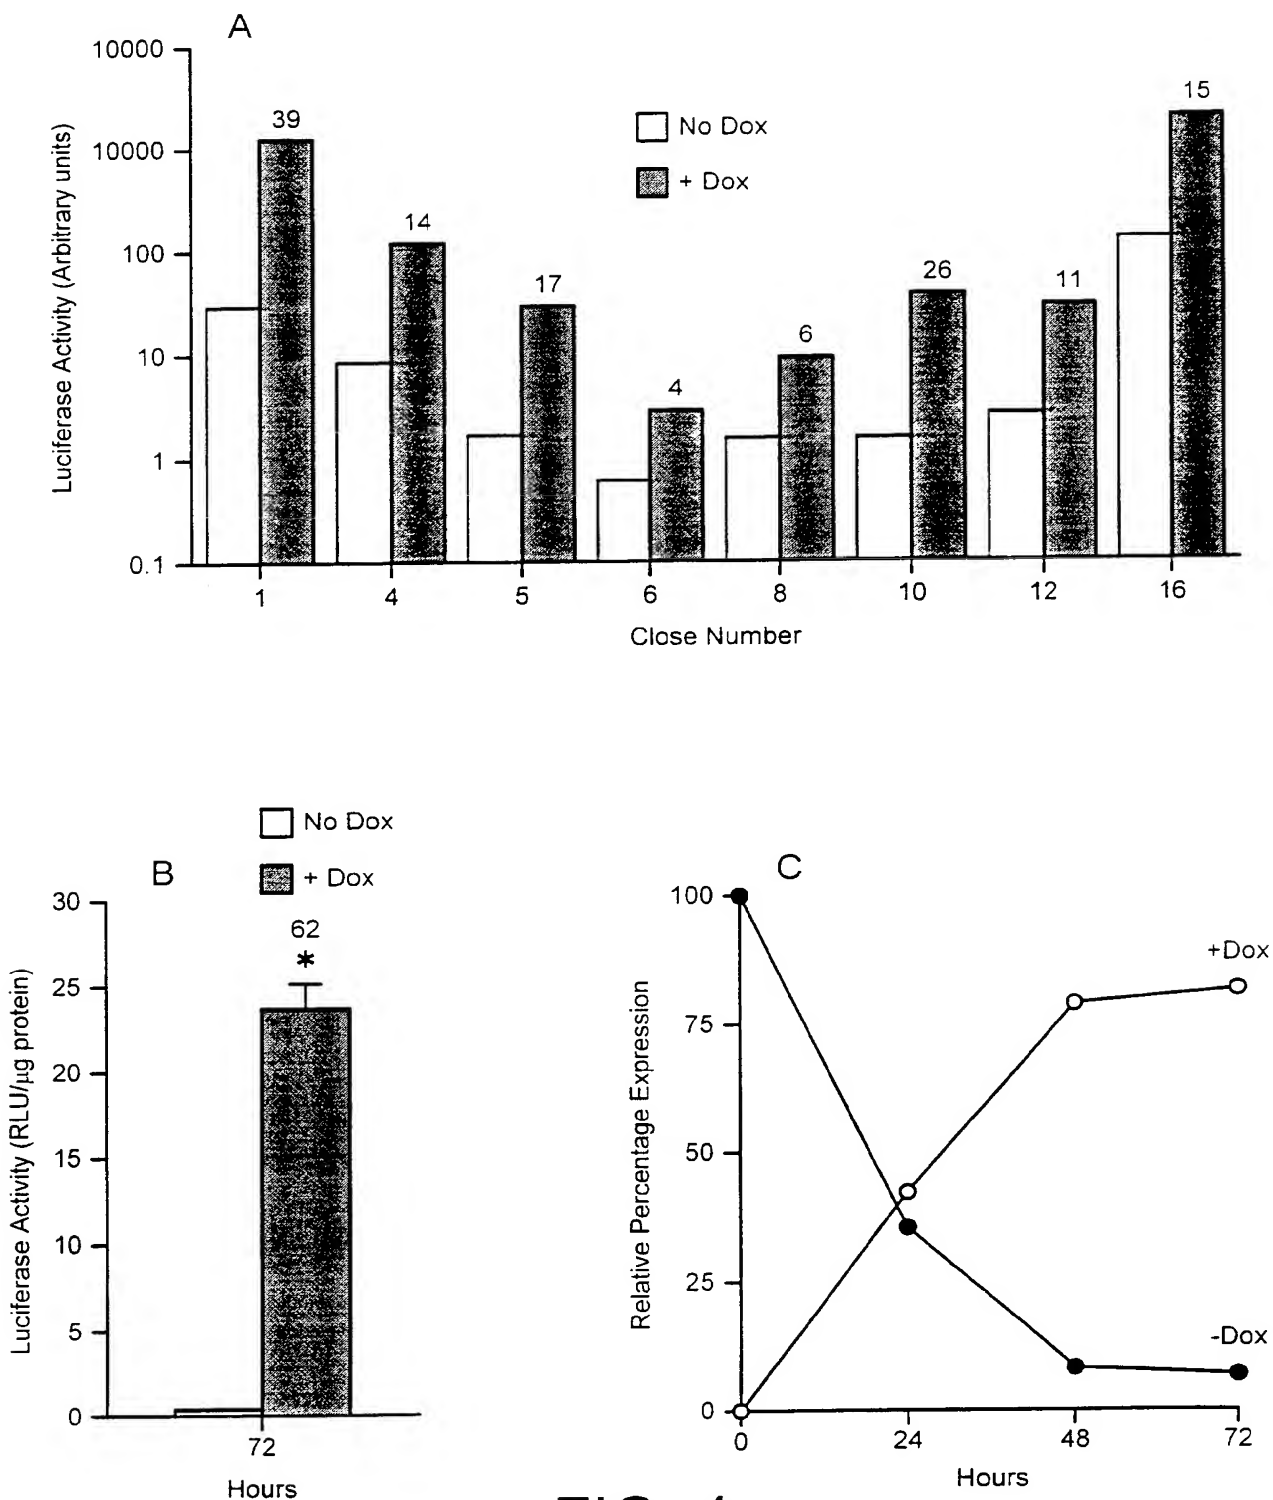 A
10000
10000
100
10
1
0.1
Luciferase Activity (Arbitrary units)
No Dox
+ Dox
39
14
17
4
6
26
11
15
1 4 5 6 8 10 12 16
Close Number
B
No Dox
+ Dox
62
*
30
25
20
15
10
5
0
Luciferase Activity (RLU/µg protein)
72
Hours
C
100
75
50
25
0
Relative Percentage Expression
+Dox
-Dox
0 24 48 72
Hours